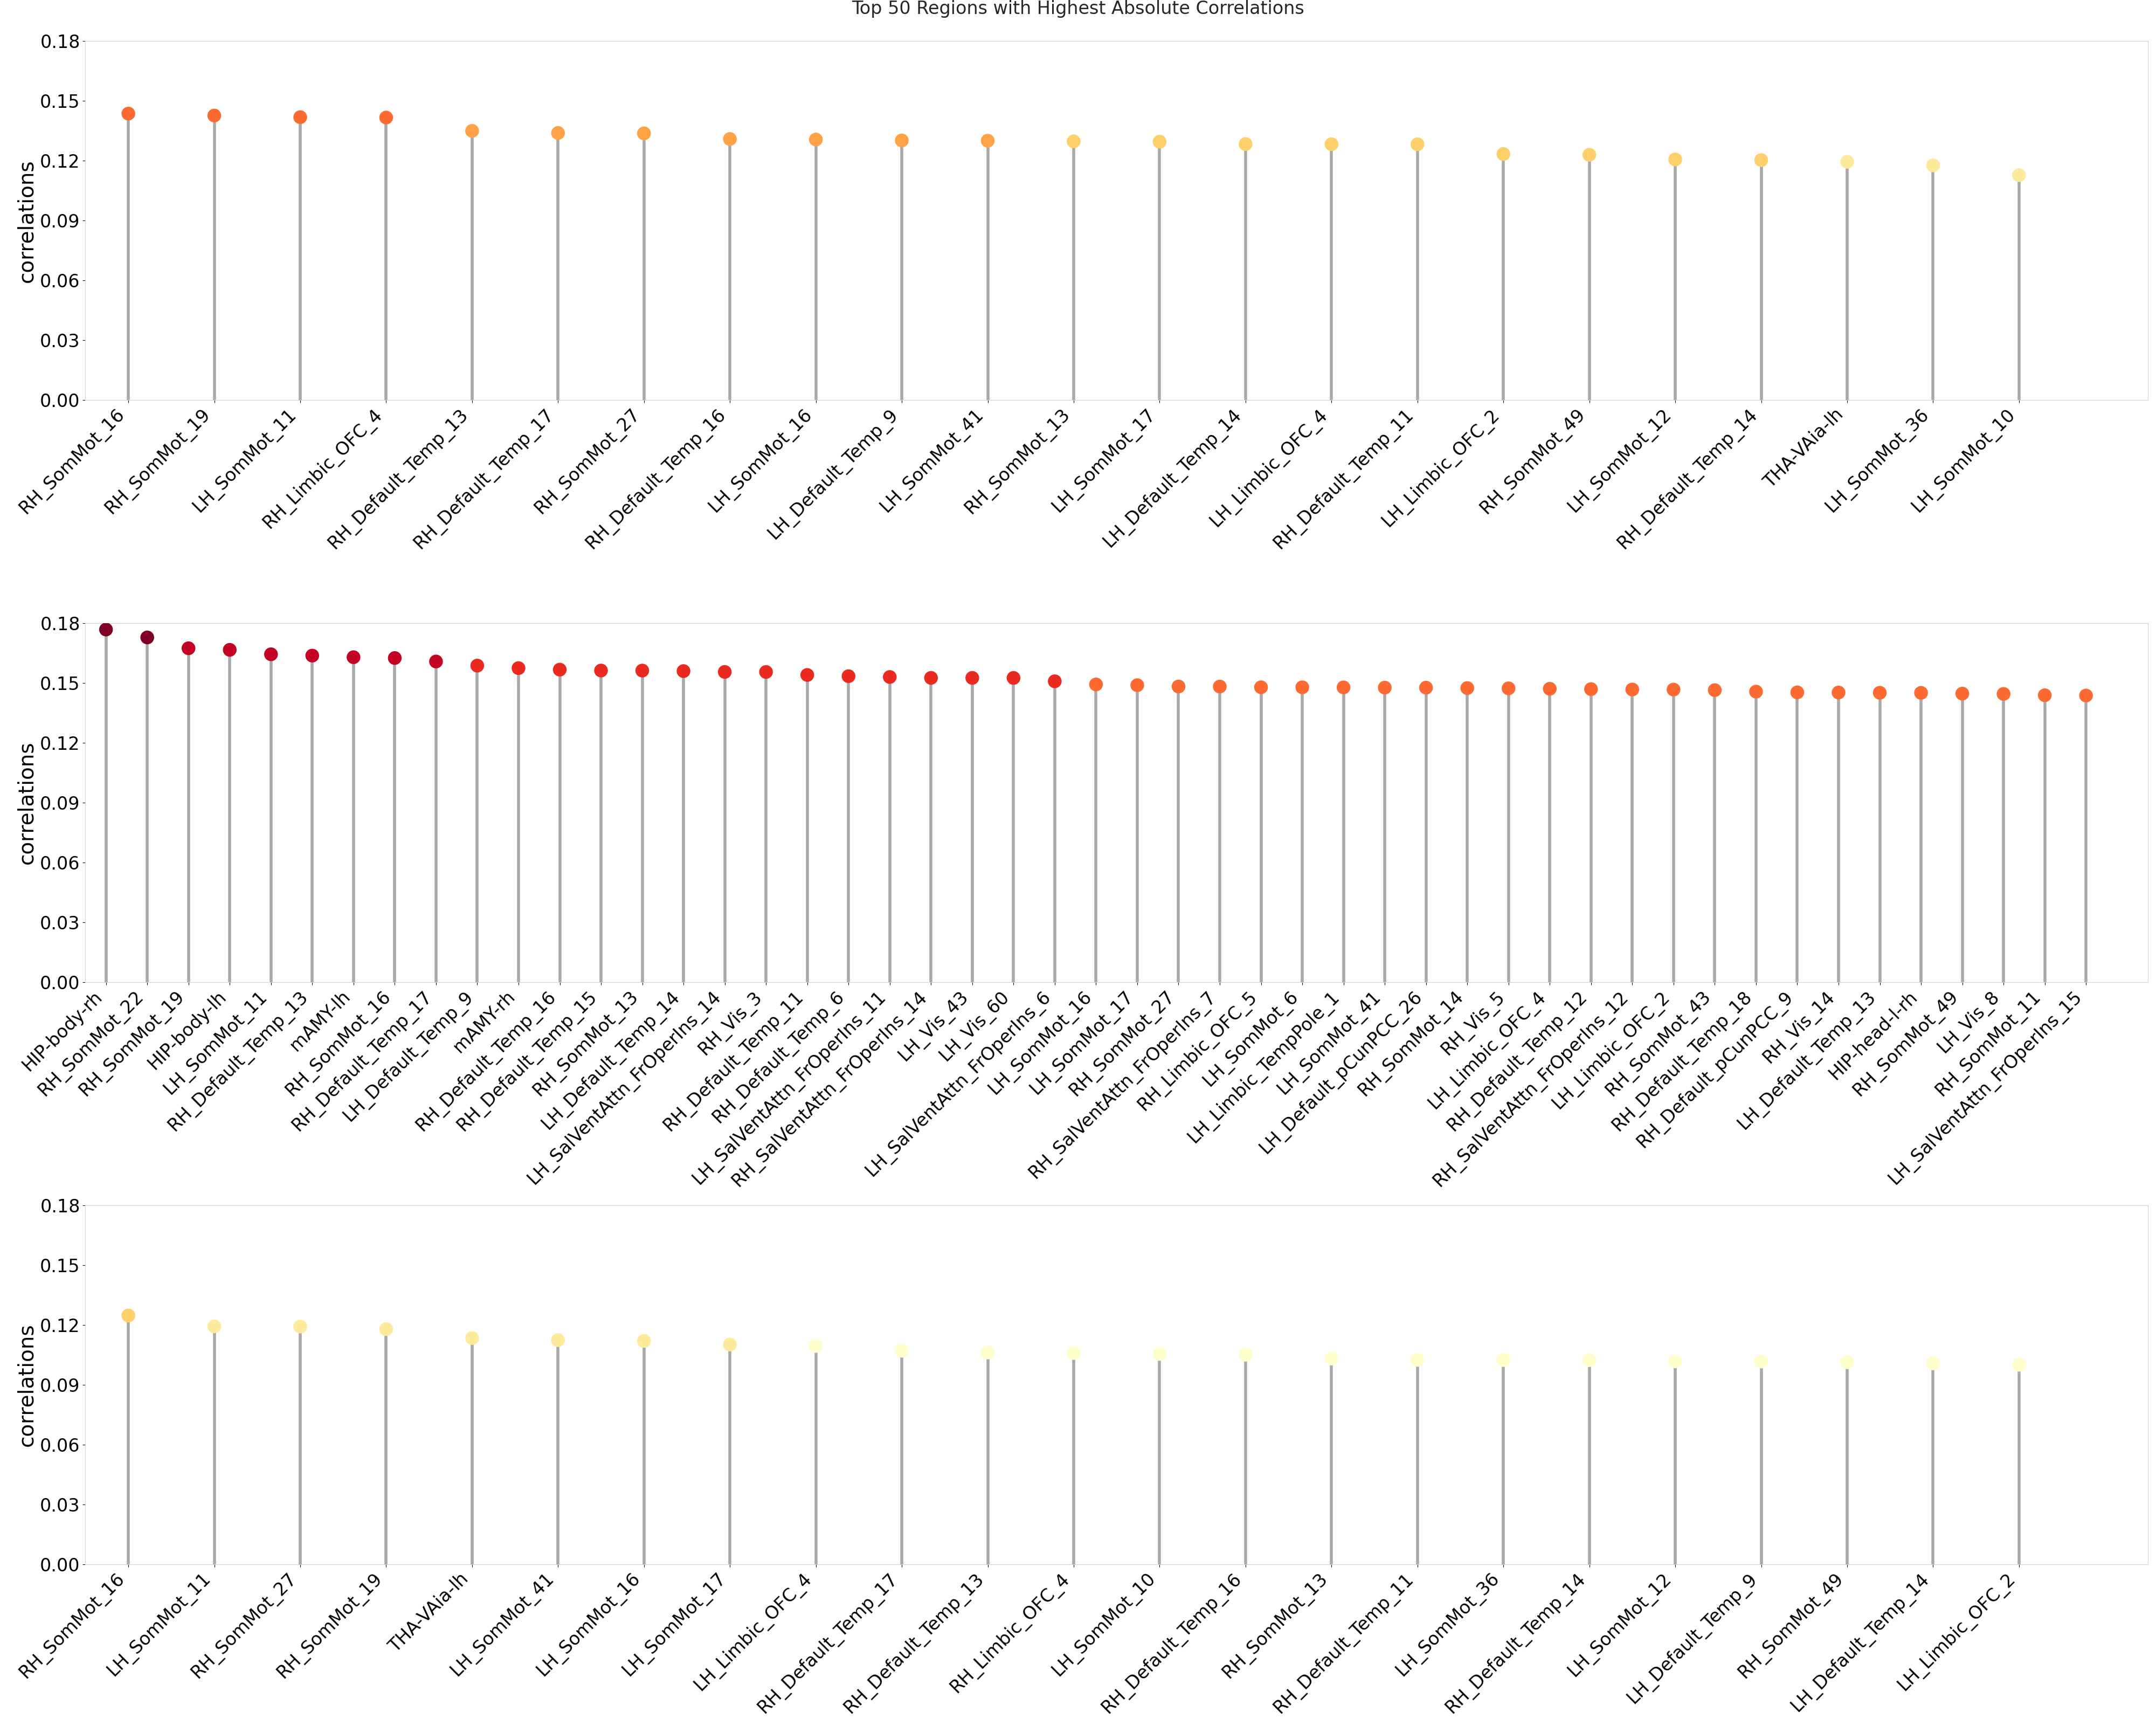 Top 50 Regions with Highest Absolute Correlations
0.18
0.15
0.12
0.09
0.06
0.03
0.00
correlations
RH_SomMot_16
RH_SomMot_19
LH_SomMot_11
RH_Limbic_OFC_4
RH_Default_Temp_13
RH_Default_Temp_17
RH_SomMot_27
RH_Default_Temp_16
LH_SomMot_16
LH_Default_Temp_9
LH_SomMot_41
RH_SomMot_13
LH_SomMot_17
LH_Default_Temp_14
LH_Limbic_OFC_4
RH_Default_Temp_11
LH_Limbic_OFC_2
RH_SomMot_49
LH_SomMot_12
RH_Default_Temp_14
THA-VAia-lh
LH_SomMot_36
LH_SomMot_10
0.18
0.15
0.12
0.09
0.06
0.03
0.00
correlations
HIP-body-rh
RH_SomMot_22
RH_SomMot_19
HIP-body-lh
LH_SomMot_11
RH_Default_Temp_13
mAMY-lh
RH_SomMot_16
RH_Default_Temp_17
LH_Default_Temp_9
mAMY-rh
RH_Default_Temp_16
RH_Default_Temp_15
RH_SomMot_13
LH_Default_Temp_14
LH_SalVentAttn_FrOperIns_14
RH_Vis_3
RH_Default_Temp_11
RH_Default_Temp_6
LH_SalVentAttn_FrOperIns_11
RH_SalVentAttn_FrOperIns_14
LH_Vis_43
LH_Vis_60
LH_SalVentAttn_FrOperIns_6
LH_SomMot_16
LH_SomMot_17
RH_SomMot_27
RH_SalVentAttn_FrOperIns_7
RH_Limbic_OFC_5
LH_SomMot_6
LH_Limbic_TempPole_1
LH_SomMot_41
LH_Default_pCunPCC_26
RH_SomMot_14
RH_Vis_5
LH_Limbic_OFC_4
RH_Default_Temp_12
RH_SalVentAttn_FrOperIns_12
LH_Limbic_OFC_2
RH_SomMot_43
RH_Default_Temp_18
RH_Default_pCunPCC_9
RH_Vis_14
LH_Default_Temp_13
HIP-head-l-rh
RH_SomMot_49
LH_Vis_8
RH_SomMot_11
LH_SalVentAttn_FrOperIns_15
0.18
0.15
0.12
0.09
0.06
0.03
0.00
correlations
RH_SomMot_16
LH_SomMot_11
RH_SomMot_27
RH_SomMot_19
THA-VAia-lh
LH_SomMot_41
LH_SomMot_16
LH_SomMot_17
LH_Limbic_OFC_4
RH_Default_Temp_17
RH_Default_Temp_13
RH_Limbic_OFC_4
LH_SomMot_10
RH_Default_Temp_16
RH_SomMot_13
RH_Default_Temp_11
LH_SomMot_36
RH_Default_Temp_14
LH_SomMot_12
LH_Default_Temp_9
RH_SomMot_49
LH_Default_Temp_14
LH_Limbic_OFC_2